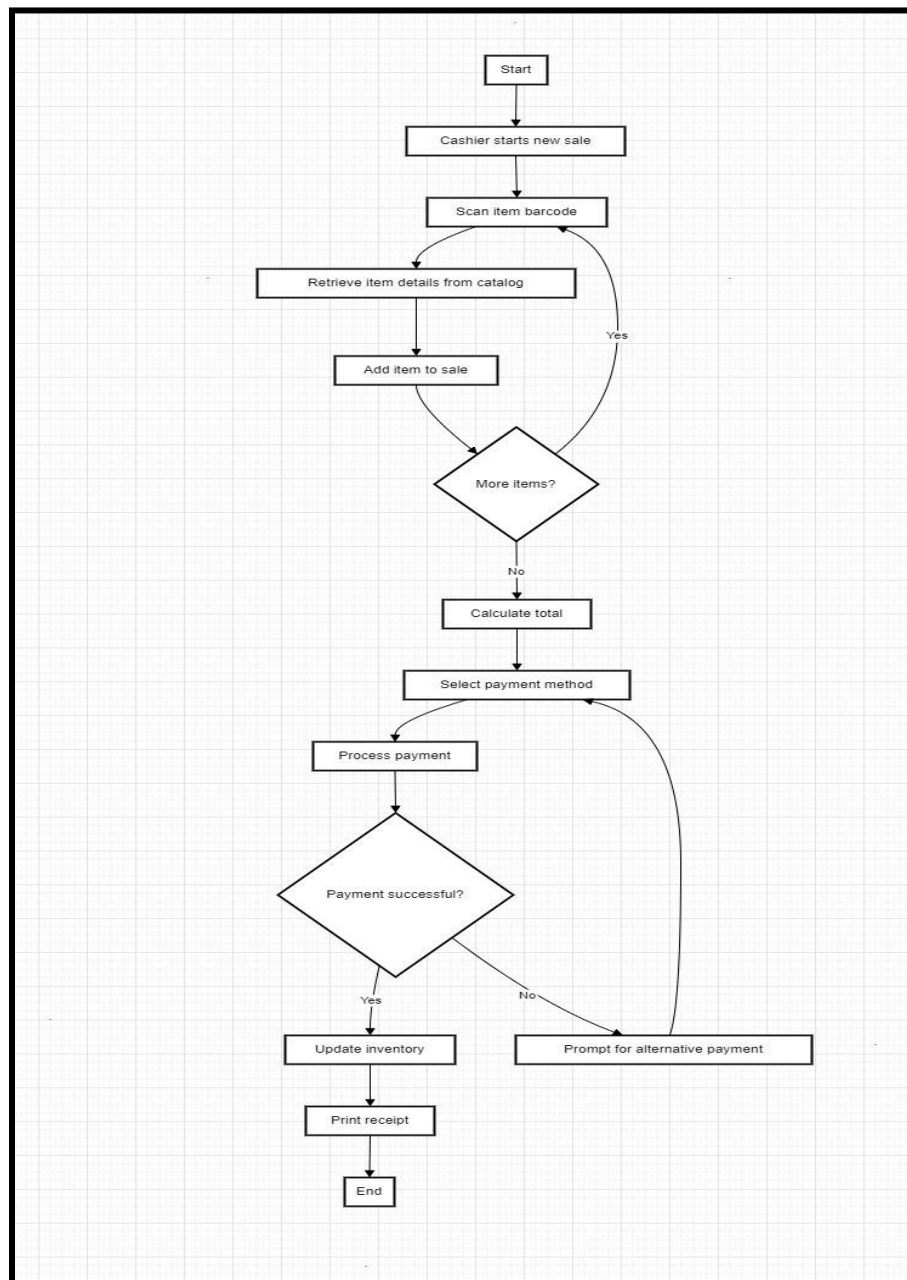 Start
Cashier starts new sale
Scan item barcode
Retrieve item details from catalog
Yes
Add item to sale
More items?
No
Calculate total
Select payment method
Process payment
Payment successful?
Yes
No
Update inventory
Prompt for alternative payment
Print receipt
End